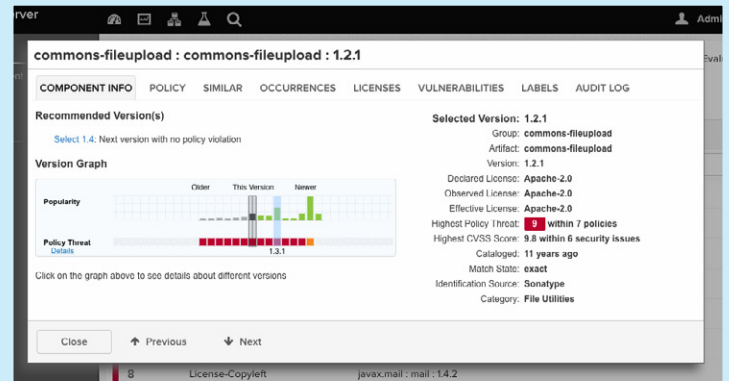 rver
Admi
commons-fileupload : commons-fileupload : 1.2.1
COMPONENT INFO POLICY SIMILAR OCCURRENCES LICENSES VULNERABILITIES LABELS AUDIT LOG
Recommended Version(s)
Select 1.4: Next version with no policy violation
Version Graph
Older This Version Newer
Popularity
Policy Threat
Details
1.3.1
Click on the graph above to see details about different versions
Selected Version: 1.2.1
Group: commons-fileupload
Artifact: commons-fileupload
Version: 1.2.1
Declared License: Apache-2.0
Observed License: Apache-2.0
Effective License: Apache-2.0
Highest Policy Threat: 9 within 7 policies
Highest CVSS Score: 9.8 within 6 security issues
Cataloged: 11 years ago
Match State: exact
Identification Source: Sonatype
Category: File Utilities
Close Previous Next
8 License-Copyleft javax.mail : mail : 1.4.2